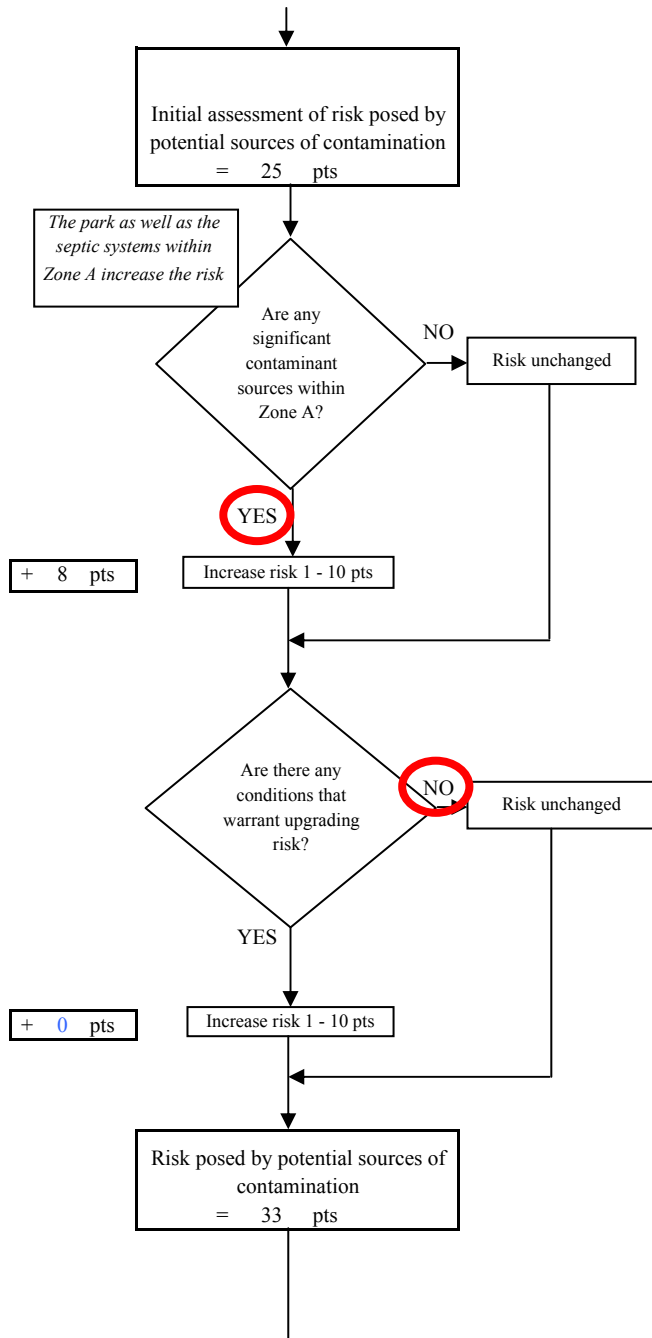 Initial assessment of risk posed by
potential sources of contamination
= 25 pts
The park as well as the
septic systems within
Zone A increase the risk
Are any
significant
contaminant
sources within
Zone A?
NO
Risk unchanged
YES
+ 8 pts
Increase risk 1 - 10 pts
Are there any
conditions that
warrant upgrading
risk?
NO
Risk unchanged
YES
+ 0 pts
Increase risk 1 - 10 pts
Risk posed by potential sources of
contamination
= 33 pts